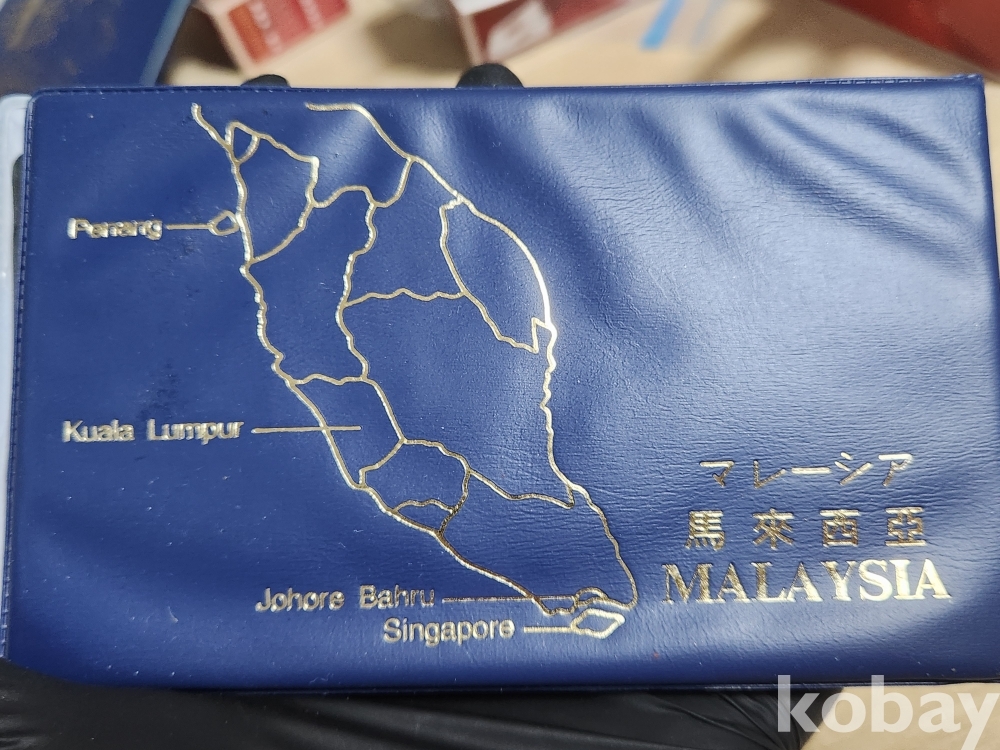 Penang
Kuala Lumpur
マレーシア
馬來西亞
MALAYSIA
Johore Bahru
Singapore
kobay